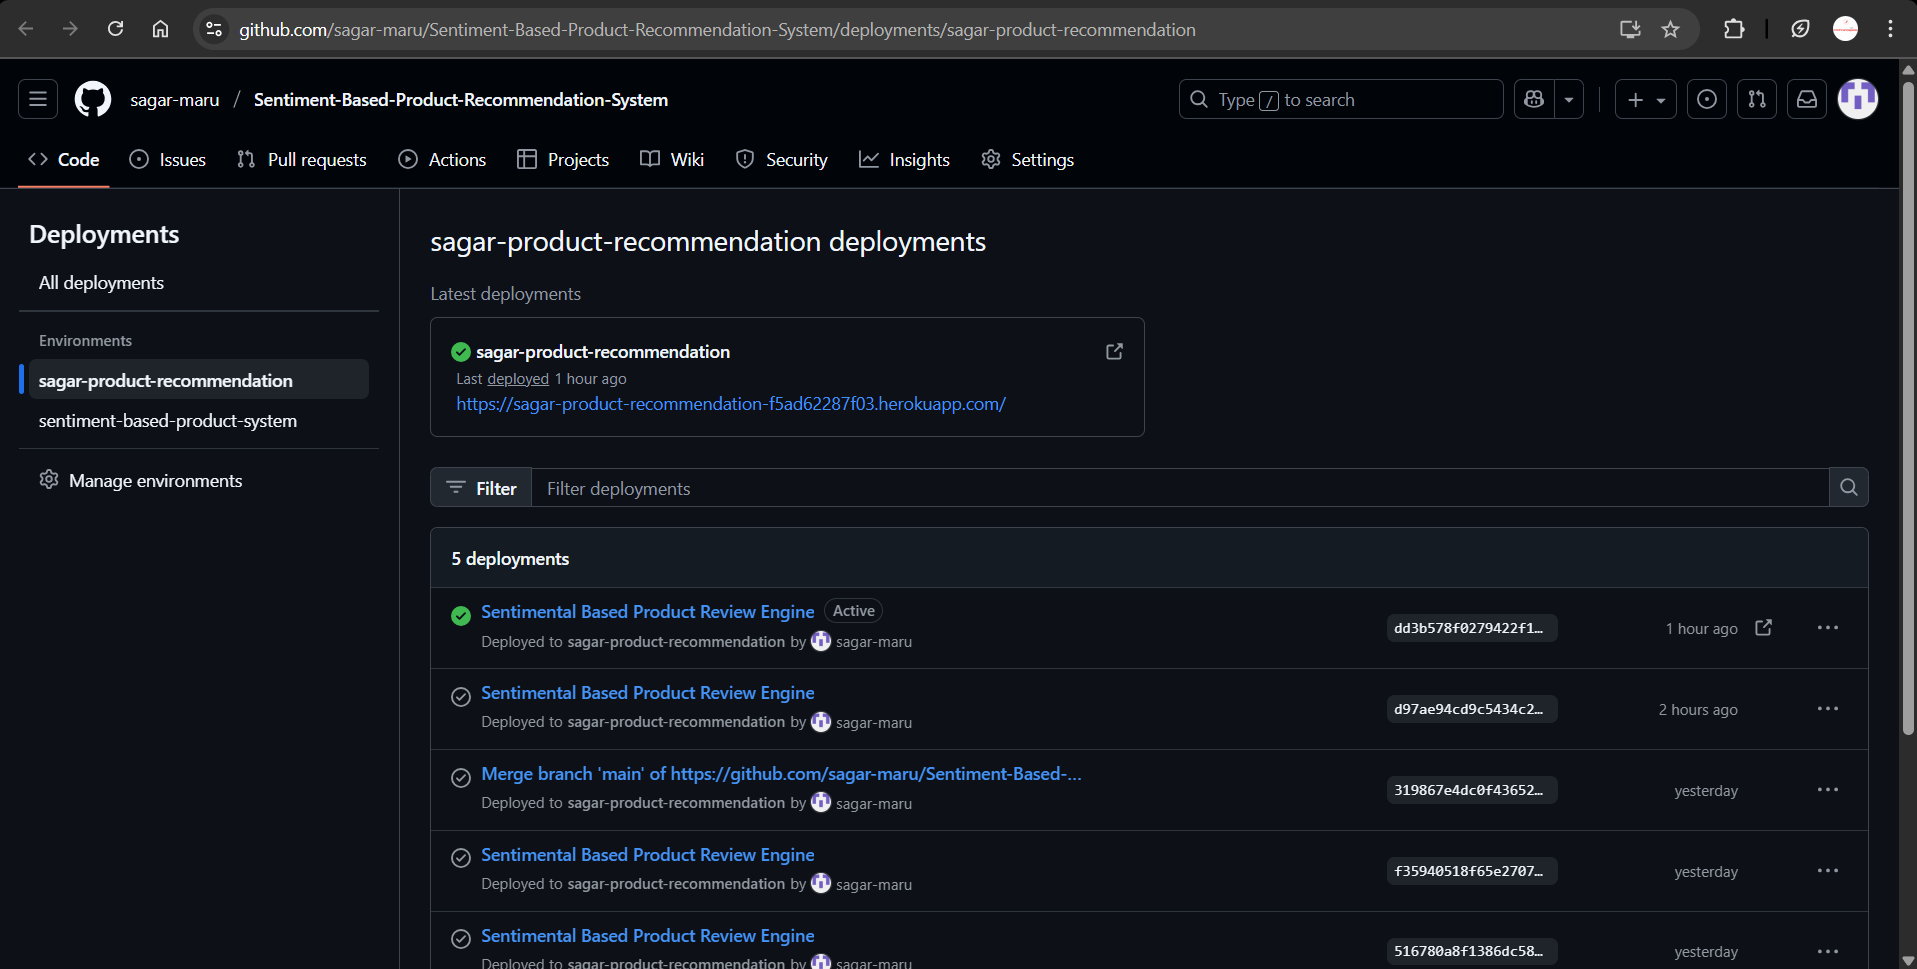 github.com/sagar-maru/Sentiment-Based-Product-Recommendation-System/deployments/sagar-product-recommendation
sagar-maru / Sentiment-Based-Product-Recommendation-System
Type / to search
Code Issues Pull requests Actions Projects Wiki Security Insights Settings
Deployments
All deployments
Environments
sagar-product-recommendation
sentiment-based-product-system
Manage environments
sagar-product-recommendation deployments
Latest deployments
sagar-product-recommendation
Last deployed 1 hour ago
https://sagar-product-recommendation-f5ad62287f03.herokuapp.com/
Filter Filter deployments
5 deployments
Sentimental Based Product Review Engine Active
Deployed to sagar-product-recommendation by sagar-maru
dd3b578f0279422f1…
1 hour ago
Sentimental Based Product Review Engine
Deployed to sagar-product-recommendation by sagar-maru
d97ae94cd9c5434c2…
2 hours ago
Merge branch 'main' of https://github.com/sagar-maru/Sentiment-Based-…
Deployed to sagar-product-recommendation by sagar-maru
319867e4dc0f43652…
yesterday
Sentimental Based Product Review Engine
Deployed to sagar-product-recommendation by sagar-maru
f35940518f65e2707…
yesterday
Sentimental Based Product Review Engine
Deployed to sagar-product-recommendation by sagar-maru
516780a8f1386dc58…
yesterday